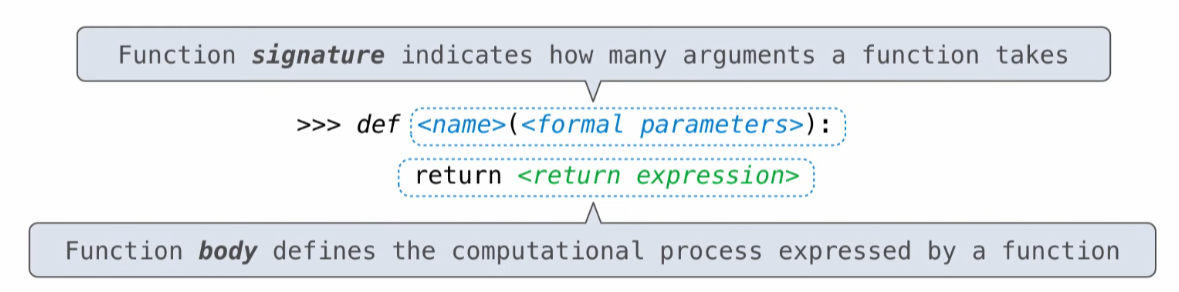 Function signature indicates how many arguments a function takes
>>> def <name>(<formal parameters>):
return <return expression>
Function body defines the computational process expressed by a function